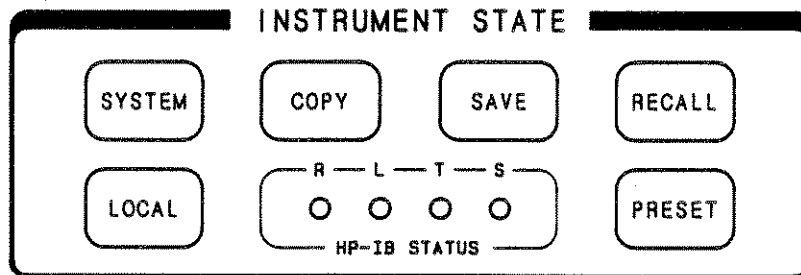 INSTRUMENT STATE
SYSTEM COPY SAVE RECALL
R L T S
LOCAL PRESET
HP-IB STATUS